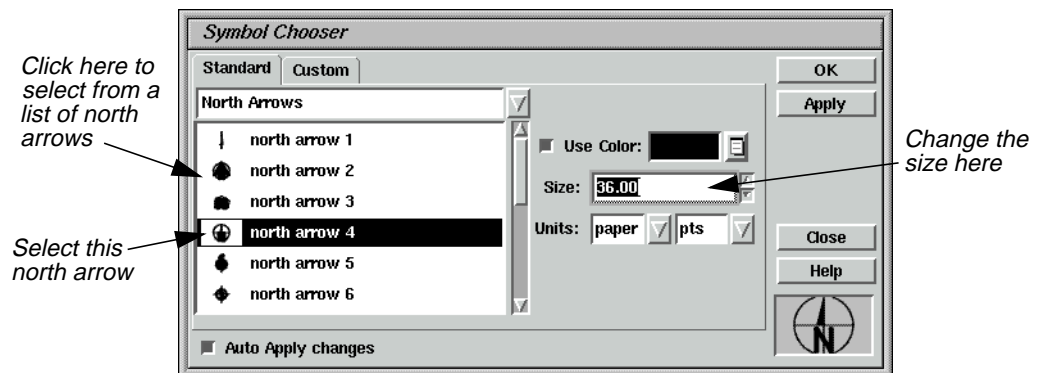 Symbol Chooser
Click here to
select from a
list of north
arrows
Select this
north arrow
Standard Custom
North Arrows
north arrow 1
north arrow 2
north arrow 3
north arrow 4
north arrow 5
north arrow 6
Auto Apply changes
Use Color:
Size: 36.00
Units: paper pts
OK
Apply
Close
Help
N
Change the
size here